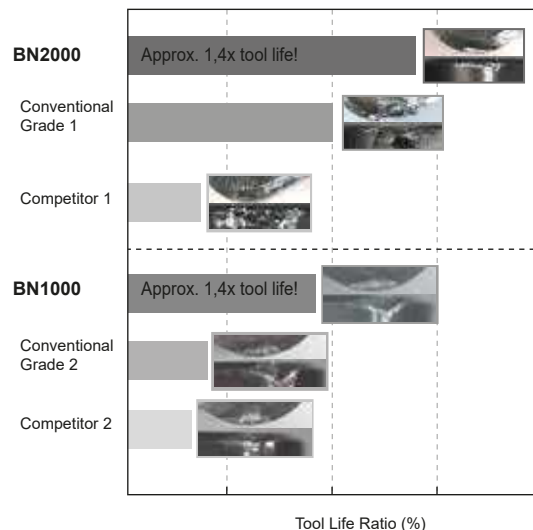 BN2000
Approx. 1,4x tool life!
Conventional
Grade 1
Competitor 1
BN1000
Approx. 1,4x tool life!
Conventional
Grade 2
Competitor 2
Tool Life Ratio (%)